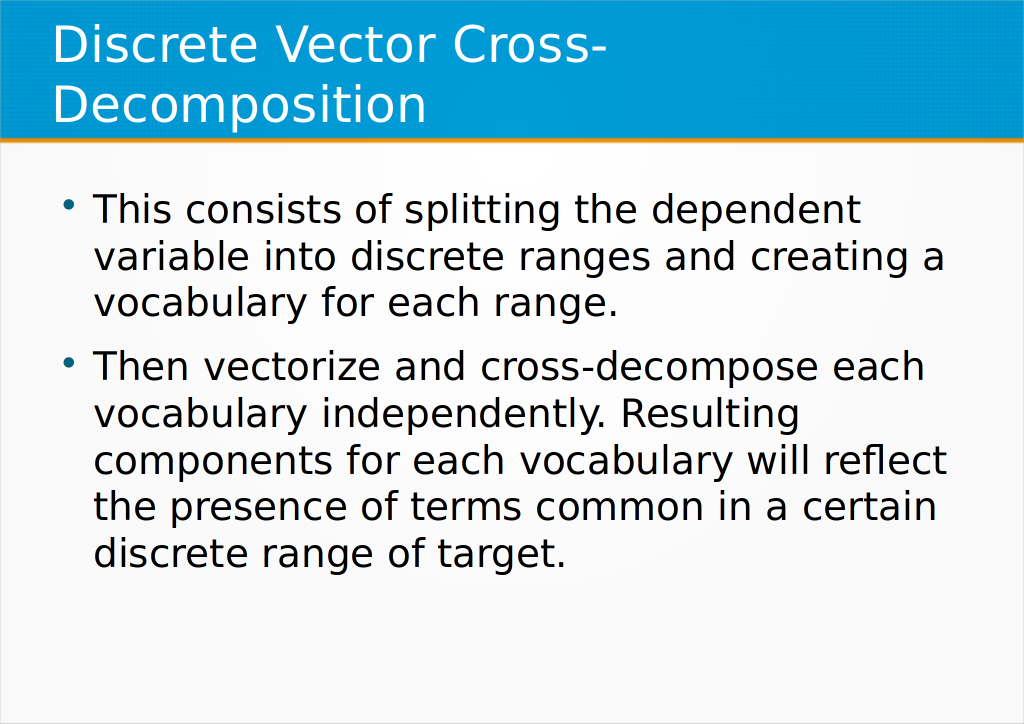 Discrete Vector Cross-
Decomposition
• This consists of splitting the dependent
variable into discrete ranges and creating a
vocabulary for each range.
• Then vectorize and cross-decompose each
vocabulary independently. Resulting
components for each vocabulary will reflect
the presence of terms common in a certain
discrete range of target.